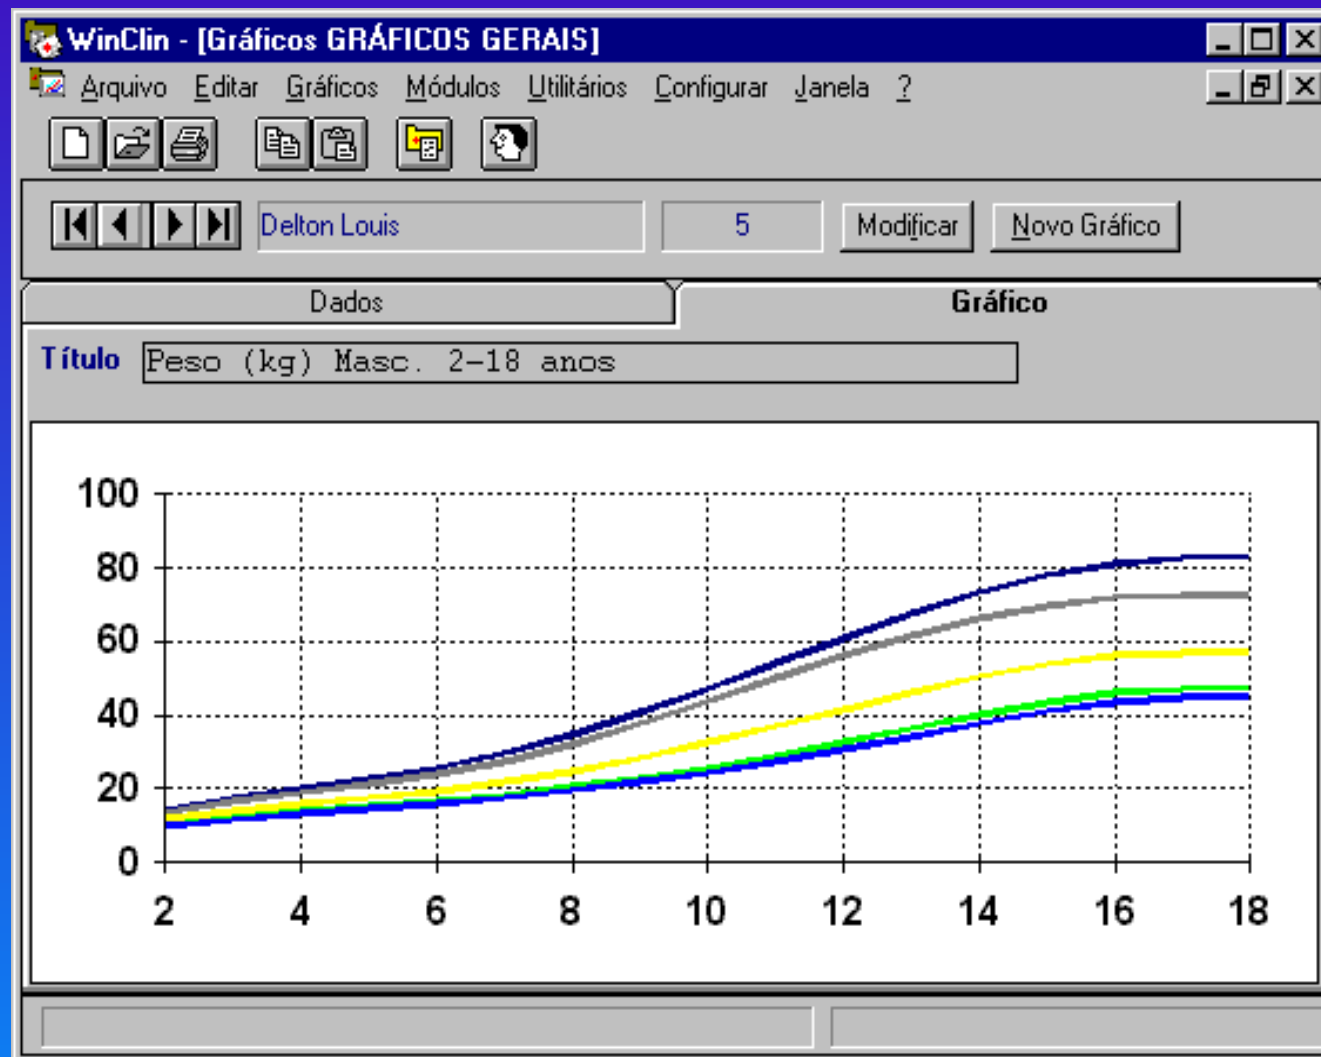 WinClin - [Gráficos GRÁFICOS GERAIS]
Arquivo Editar Gráficos Módulos Utilitários Configurar Janela ?
Delton Louis 5 Modificar Novo Gráfico
Dados Gráfico
Título Peso (kg) Masc. 2-18 anos
100
80
60
40
20
0
2 4 6 8 10 12 14 16 18